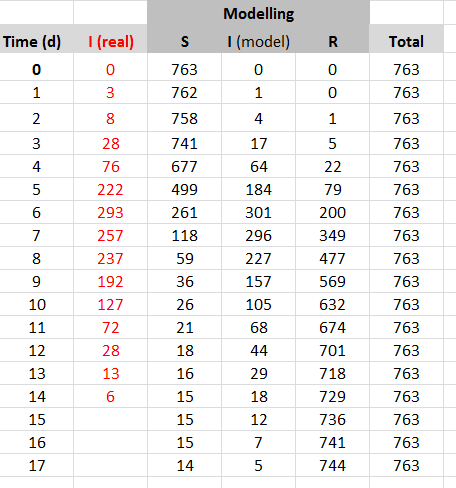 Modelling
Time (d) I (real) S I (model) R Total
0 0 763 0 0 763
1 3 762 1 0 763
2 8 758 4 1 763
3 28 741 17 5 763
4 76 677 64 22 763
5 222 499 184 79 763
6 293 261 301 200 763
7 257 118 296 349 763
8 237 59 227 477 763
9 192 36 157 569 763
10 127 26 105 632 763
11 72 21 68 674 763
12 28 18 44 701 763
13 13 16 29 718 763
14 6 15 18 729 763
15 15 12 736 763
16 15 7 741 763
17 14 5 744 763